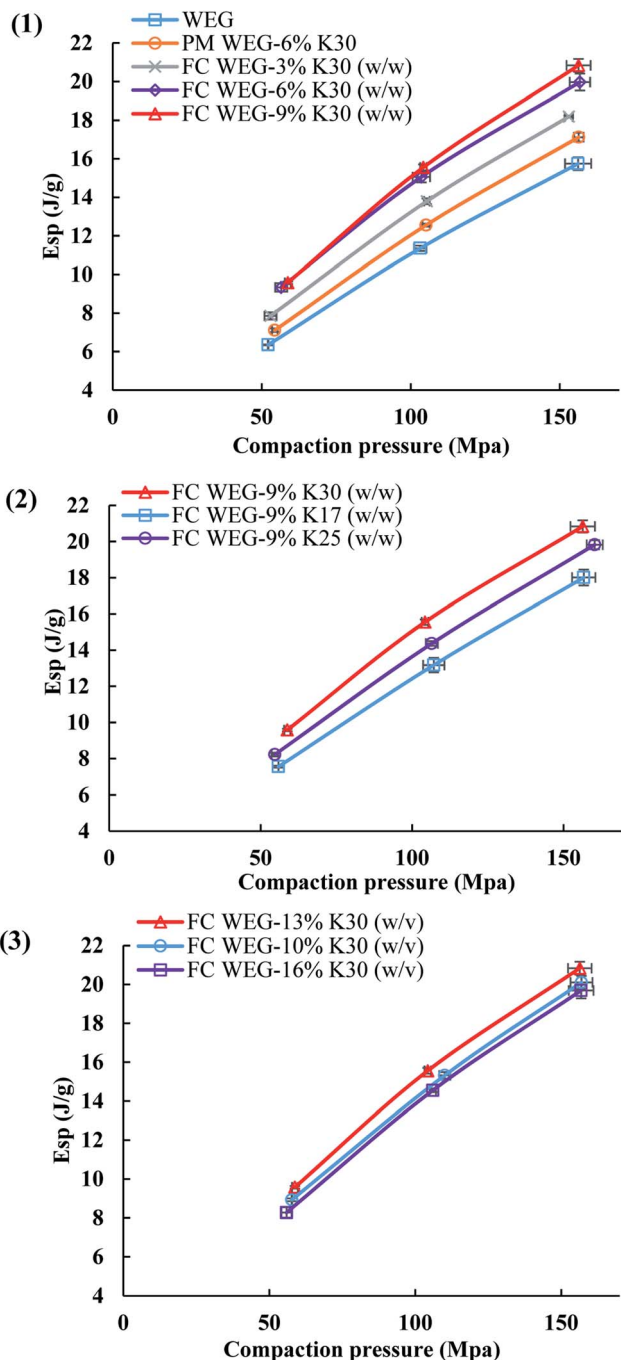 (1)
WEG
PM WEG-6% K30
FC WEG-3% K30 (w/w)
FC WEG-6% K30 (w/w)
FC WEG-9% K30 (w/w)
22
20
18
16
14
12
10
8
6
4
Esp (J/g)
0
50
100
150
Compaction pressure (Mpa)
(2)
FC WEG-9% K30 (w/w)
FC WEG-9% K17 (w/w)
FC WEG-9% K25 (w/w)
22
20
18
16
14
12
10
8
6
4
Esp (J/g)
0
50
100
150
Compaction pressure (Mpa)
(3)
FC WEG-13% K30 (w/v)
FC WEG-10% K30 (w/v)
FC WEG-16% K30 (w/v)
22
20
18
16
14
12
10
8
6
4
Esp (J/g)
0
50
100
150
Compaction pressure (Mpa)